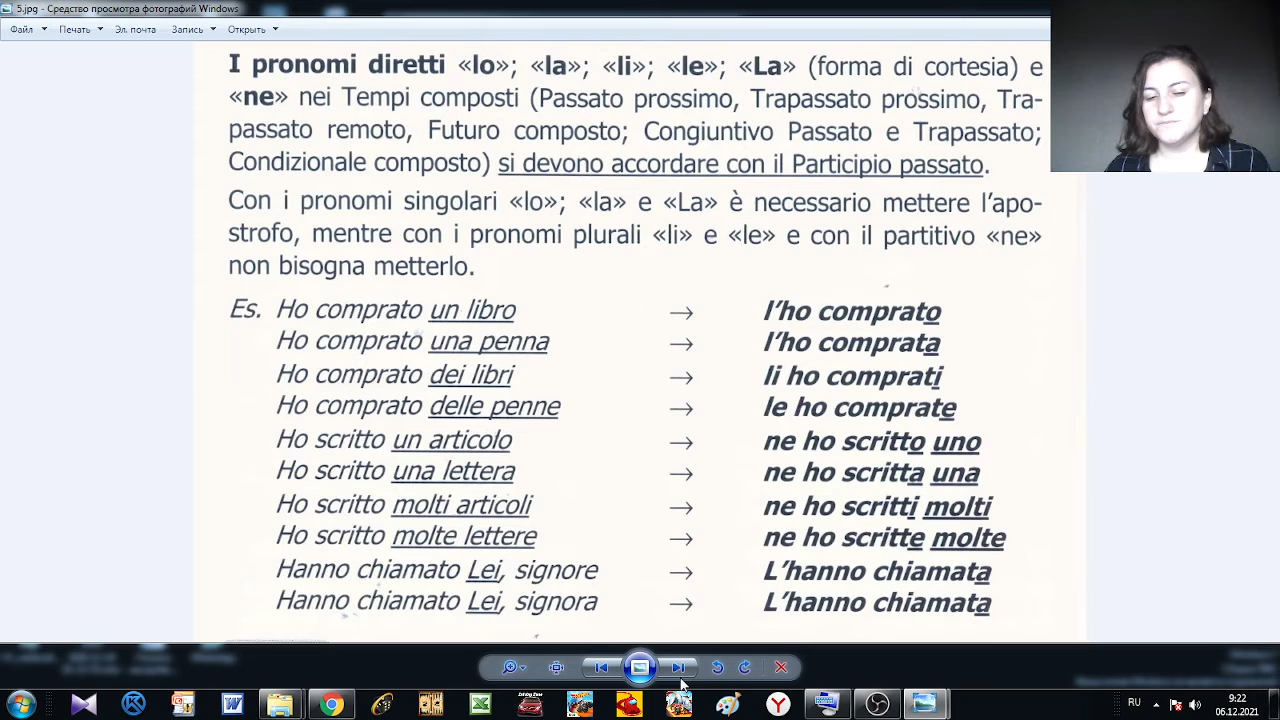 5.jpg - Средство просмотра фотографий Windows
Файл Печать Эл. почта Запись Открыть
I pronomi diretti «lo»; «la»; «li»; «le»; «La» (forma di cortesia) e
«ne» nei Tempi composti (Passato prossimo, Trapassato prossimo, Tra-
passato remoto, Futuro composto; Congiuntivo Passato e Trapassato;
Condizionale composto) si devono accordare con il Participio passato.
Con i pronomi singolari «lo»; «la» e «La» è necessario mettere l’apo-
strofo, mentre con i pronomi plurali «li» e «le» e con il partitivo «ne»
non bisogna metterlo.
Es. Ho comprato un libro → l’ho comprato
Ho comprato una penna → l’ho comprata
Ho comprato dei libri → li ho comprati
Ho comprato delle penne → le ho comprate
Ho scritto un articolo → ne ho scritto uno
Ho scritto una lettera → ne ho scritta una
Ho scritto molti articoli → ne ho scritti molti
Ho scritto molte lettere → ne ho scritte molte
Hanno chiamato Lei, signore → L’hanno chiamata
Hanno chiamato Lei, signora → L’hanno chiamata
RU 9:22
06.12.2021